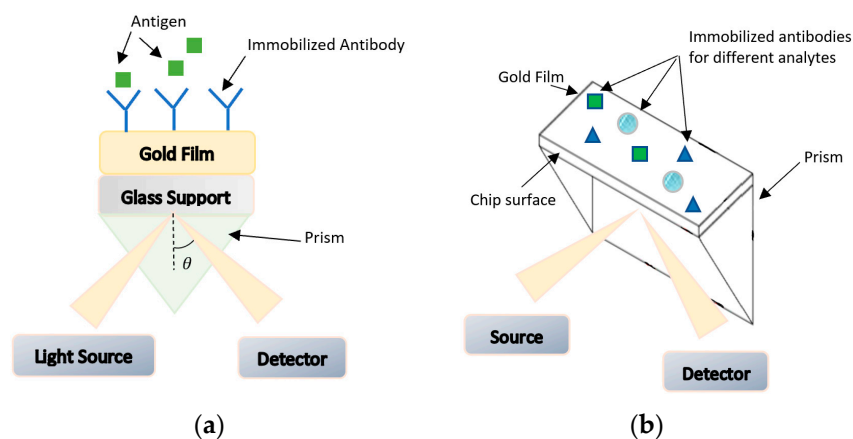 Antigen
Immobilized Antibody
Gold Film
Glass Support
Prism
θ
Light Source
Detector
(a)
Immobilized antibodies
for different analytes
Gold Film
Prism
Chip surface
Source
Detector
(b)